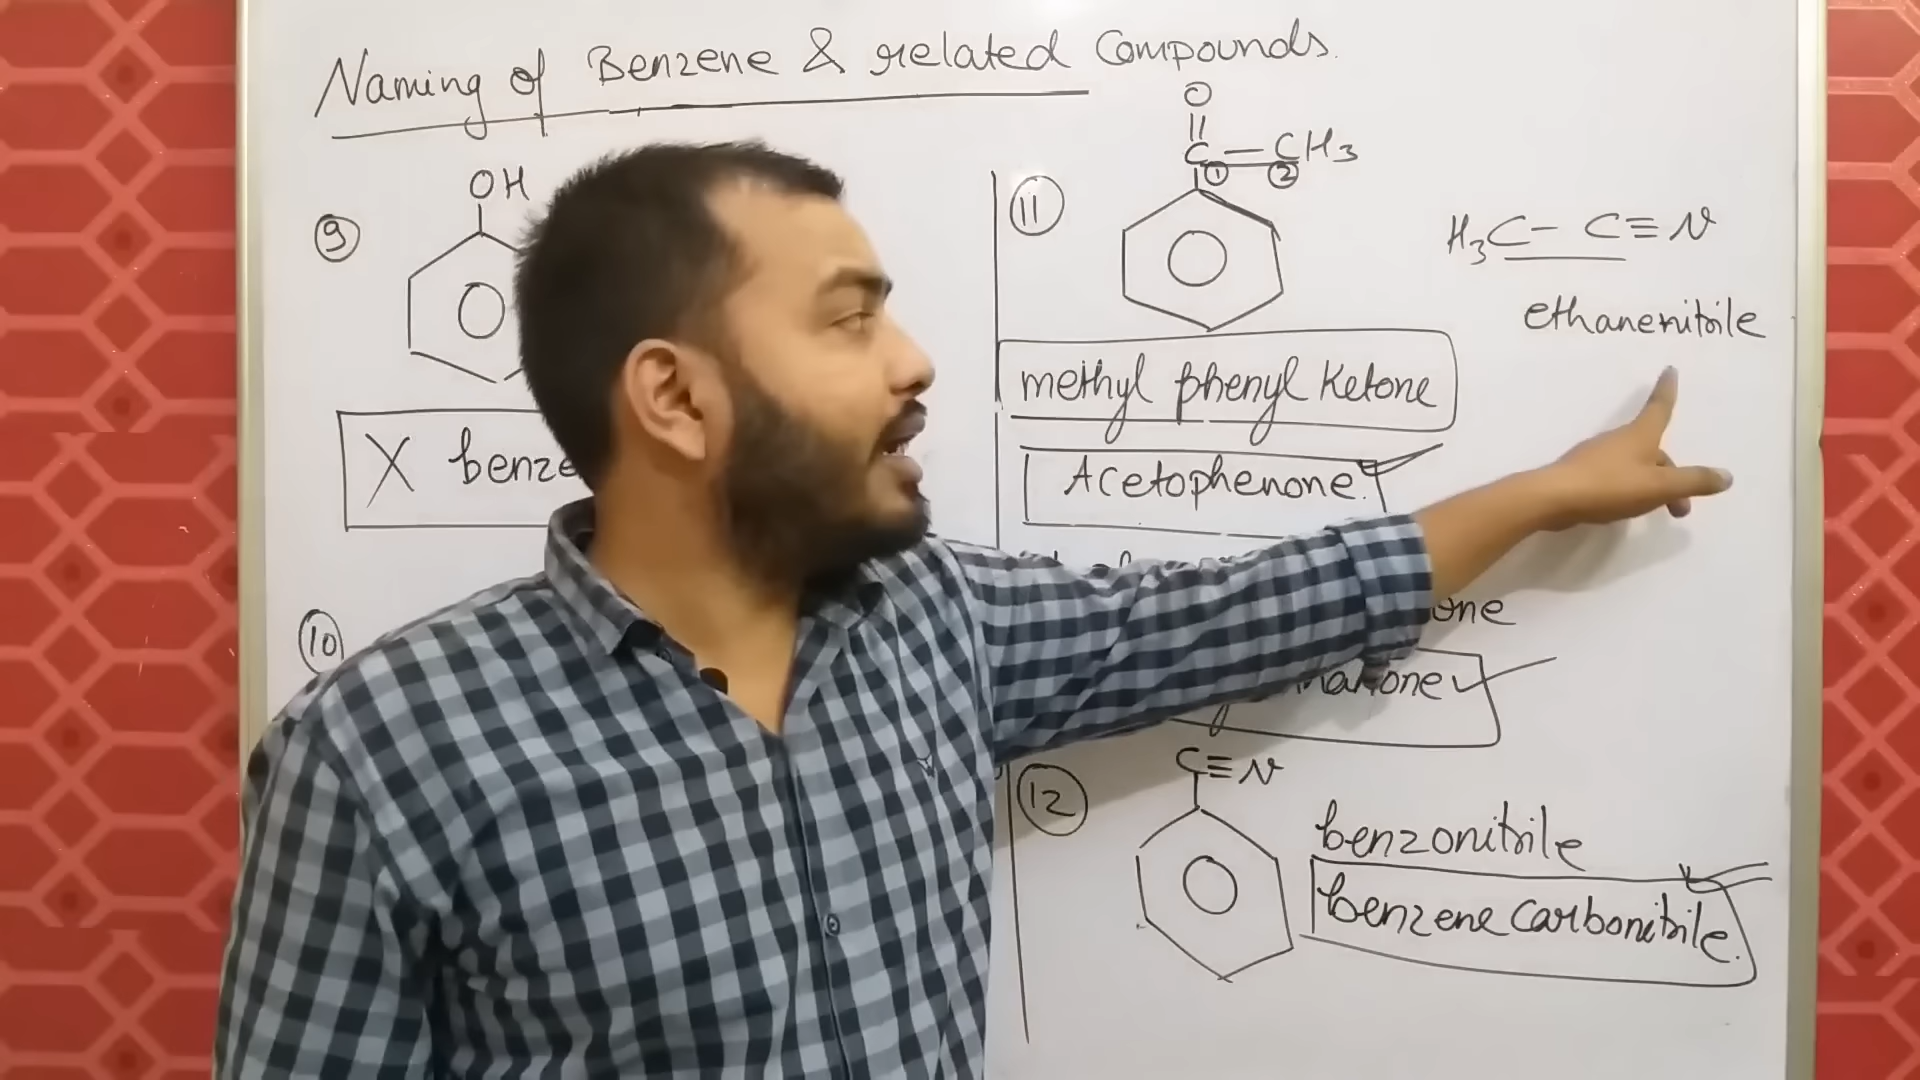 Naming of Benzene & related Compounds.
9
OH
X benze
10
11
O
C — CH3
1 2
methyl phenyl Ketone
Acetophenone.
one
none
H3C - C≡N
ethanenitrile
12
C≡N
benzonitrile
benzene carbonitrile.